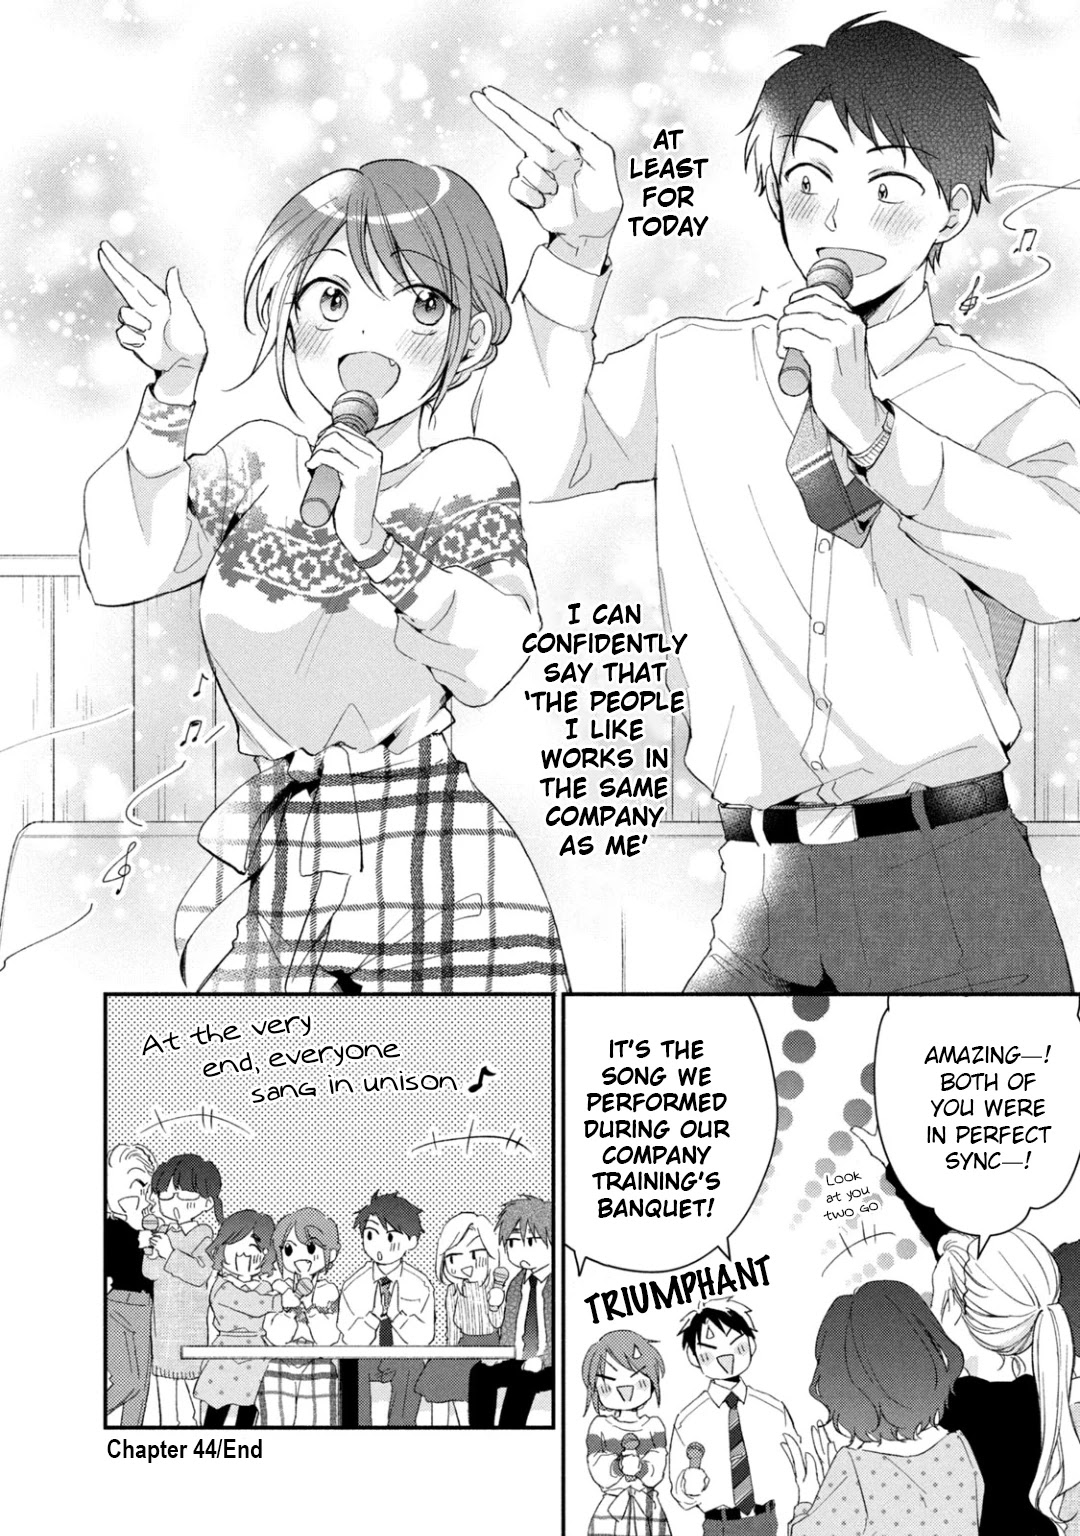 AT
LEAST
FOR
TODAY
I CAN
CONFIDENTLY
SAY THAT
'THE PEOPLE
I LIKE
WORKS IN
THE SAME
COMPANY
AS ME'
AMAZING—!
BOTH OF
YOU WERE
IN PERFECT
SYNC—!
Look
at you
two go
IT'S THE
SONG WE
PERFORMED
DURING OUR
COMPANY
TRAINING'S
BANQUET!
TRIUMPHANT
At the very
end, everyone
sang in unison
Chapter 44/End